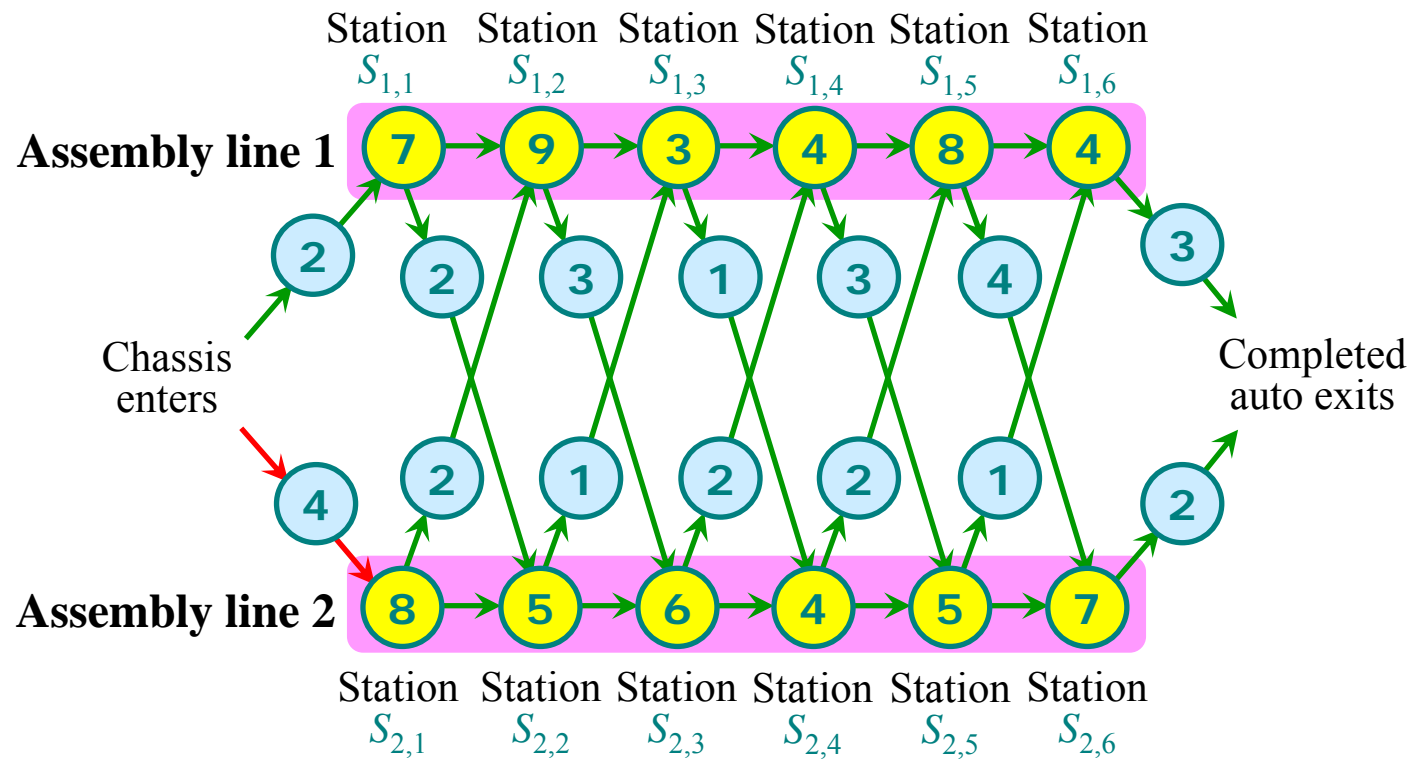 Station Station Station Station Station Station
S1,1 S1,2 S1,3 S1,4 S1,5 S1,6
Assembly line 1 7 9 3 4 8 4
2 2 3 1 3 4 3
Chassis
enters
Completed
auto exits
4 2 1 2 2 1 2
Assembly line 2 8 5 6 4 5 7
Station Station Station Station Station Station
S2,1 S2,2 S2,3 S2,4 S2,5 S2,6